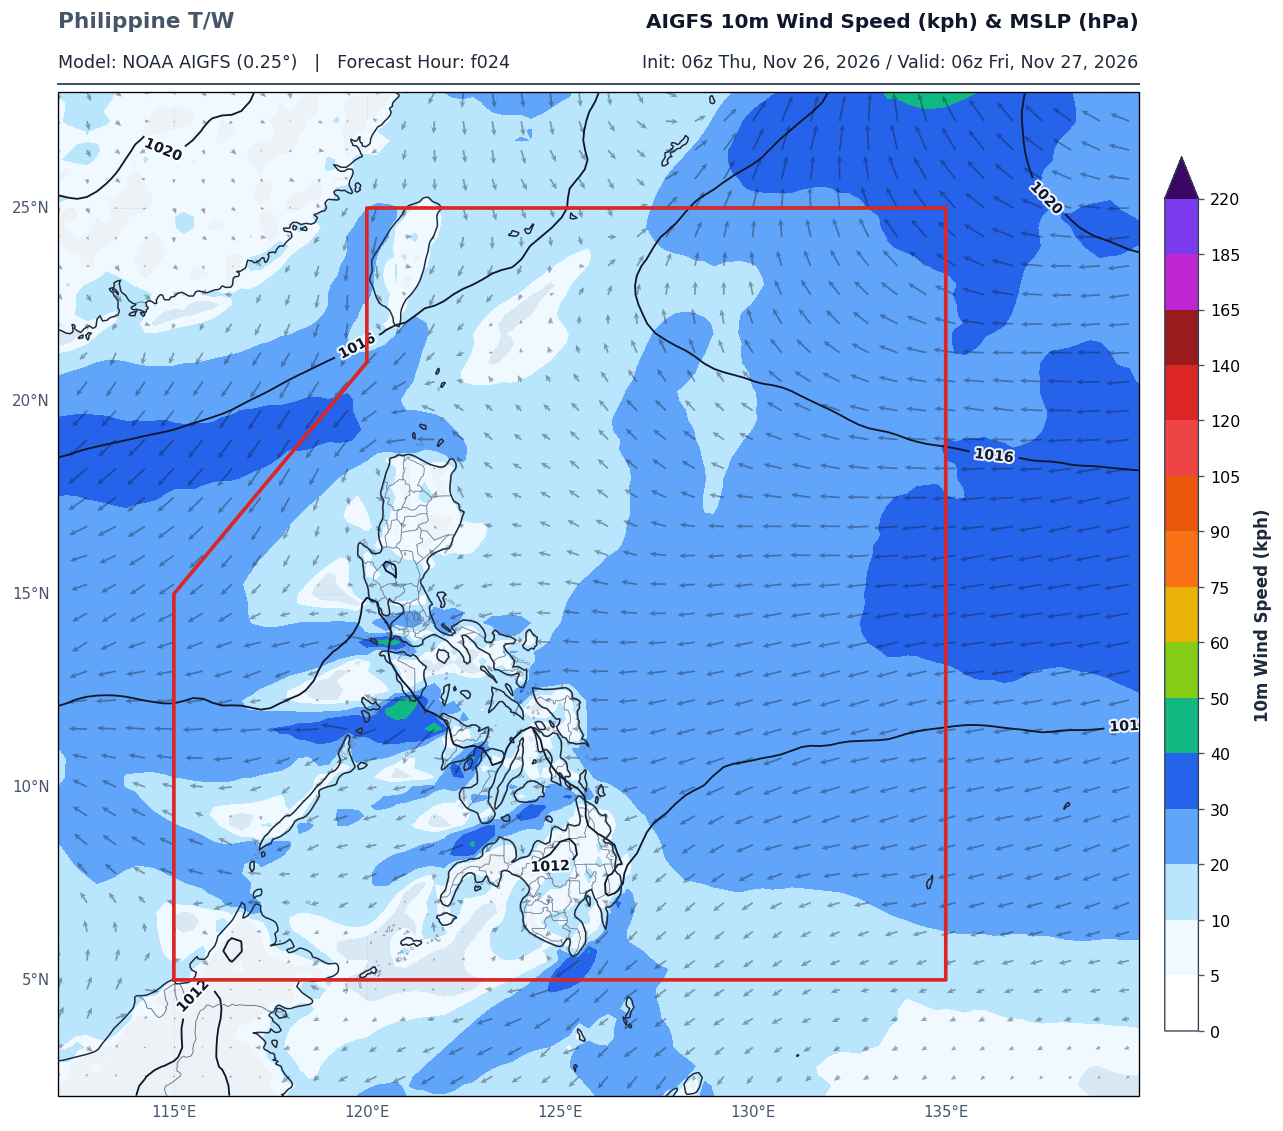 Philippine T/W
AIGFS 10m Wind Speed (kph) & MSLP (hPa)
Model: NOAA AIGFS (0.25°) | Forecast Hour: f024
Init: 06z Thu, Nov 26, 2026 / Valid: 06z Fri, Nov 27, 2026
1020
1020
1016
1016
101
1012
1012
25°N
20°N
15°N
10°N
5°N
115°E
120°E
125°E
130°E
135°E
220
185
165
140
120
105
90
75
60
50
40
30
20
10
5
0
10m Wind Speed (kph)